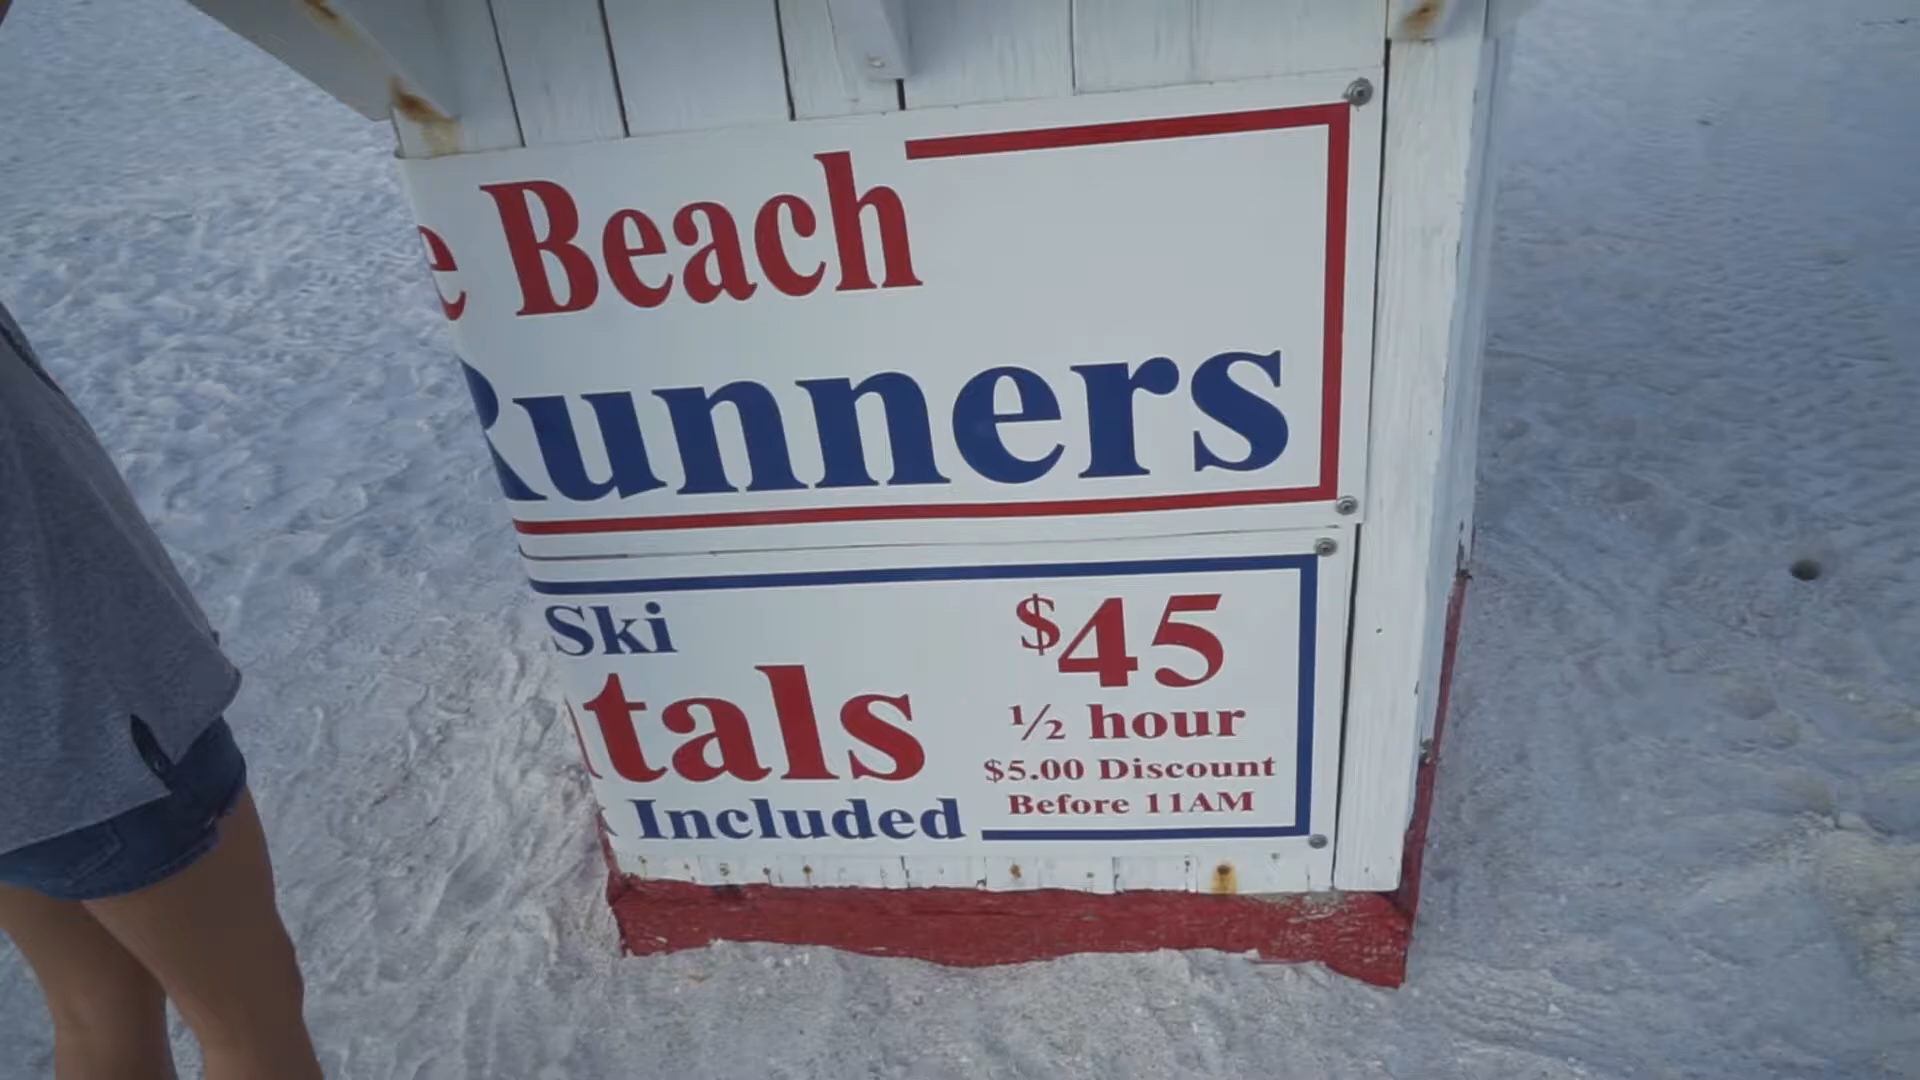 e Beach
Runners
Ski
tals
$45
½ hour
$5.00 Discount
Before 11AM
Included